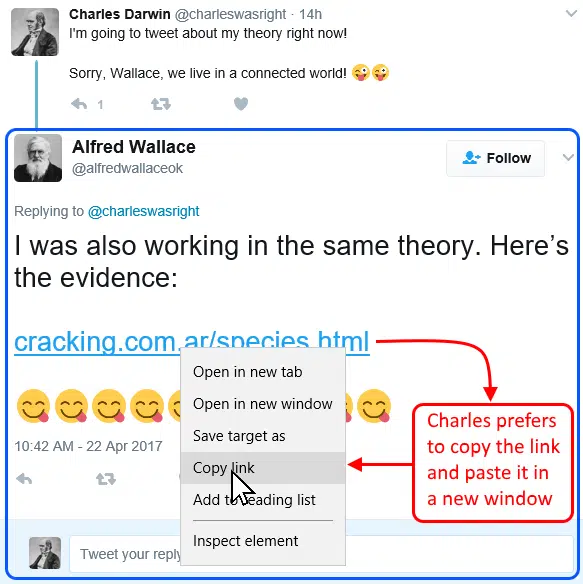 Charles Darwin @charleswasright · 14h
I'm going to tweet about my theory right now!
Sorry, Wallace, we live in a connected world! 😜😜
1
Alfred Wallace
@alfredwallaceok
Follow
Replying to @charleswasright
I was also working in the same theory. Here's
the evidence:
cracking.com.ar/species.html
Open in new tab
Open in new window
Save target as
Copy link
Add to reading list
Inspect element
Charles prefers
to copy the link
and paste it in
a new window
10:42 AM - 22 Apr 2017
Tweet your reply